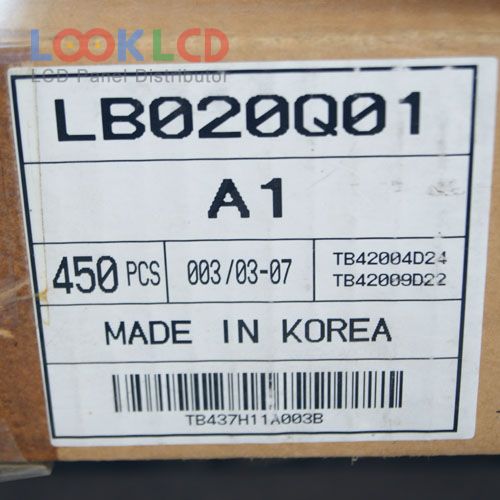 LOOK LCD
LCD Panel Distributor
LB020Q01
A1
450 PCS
003/03-07
TB42004D24
TB42009D22
MADE IN KOREA
TB437H11A003B